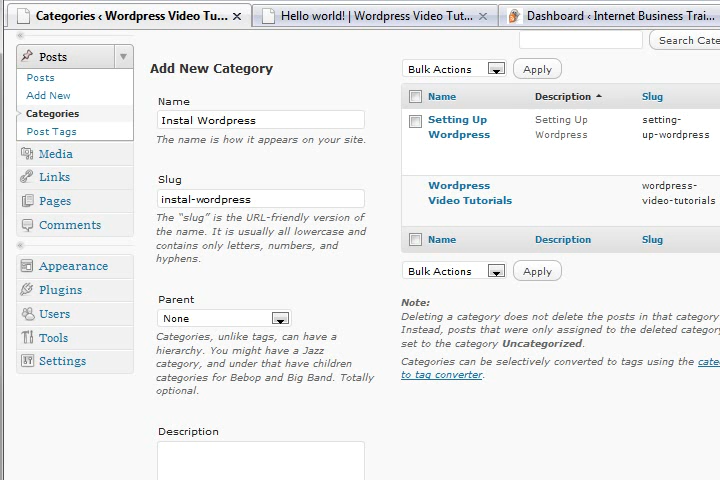 Categories ‹ Wordpress Video Tu...
Hello world! | Wordpress Video Tut...
Dashboard ‹ Internet Business Trai...
Search Cate
Posts
Posts
Add New
Categories
Post Tags
Media
Links
Pages
Comments
Appearance
Plugins
Users
Tools
Settings
Add New Category
Name
Instal Wordpress
The name is how it appears on your site.
Slug
instal-wordpress
The “slug” is the URL-friendly version of
the name. It is usually all lowercase and
contains only letters, numbers, and
hyphens.
Parent
None
Categories, unlike tags, can have a
hierarchy. You might have a Jazz
category, and under that have children
categories for Bebop and Big Band. Totally
optional.
Description
Bulk Actions Apply
Name Description Slug
Setting Up Setting Up setting-
Wordpress Wordpress up-wordpress
Wordpress wordpress-
Video Tutorials video-tutorials
Name Description Slug
Bulk Actions Apply
Note:
Deleting a category does not delete the posts in that category
Instead, posts that were only assigned to the deleted category
set to the category Uncategorized.
Categories can be selectively converted to tags using the cate
to tag converter.